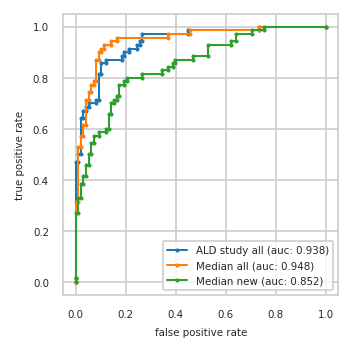 1.0
0.8
0.6
0.4
0.2
0.0
true positive rate
ALD study all (auc: 0.938)
Median all (auc: 0.948)
Median new (auc: 0.852)
0.0 0.2 0.4 0.6 0.8 1.0
false positive rate